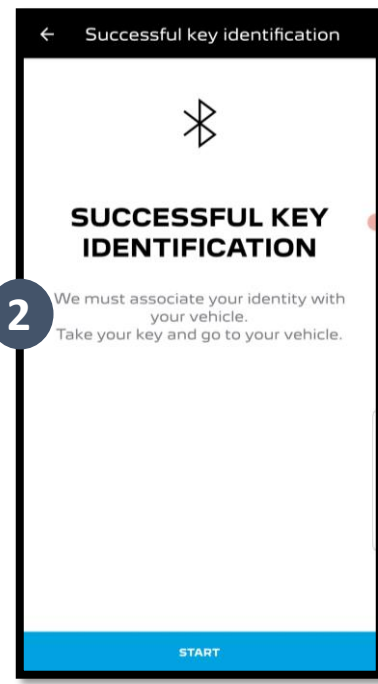 Successful key identification
SUCCESSFUL KEY
IDENTIFICATION
2
We must associate your identity with
your vehicle.
Take your key and go to your vehicle.
START